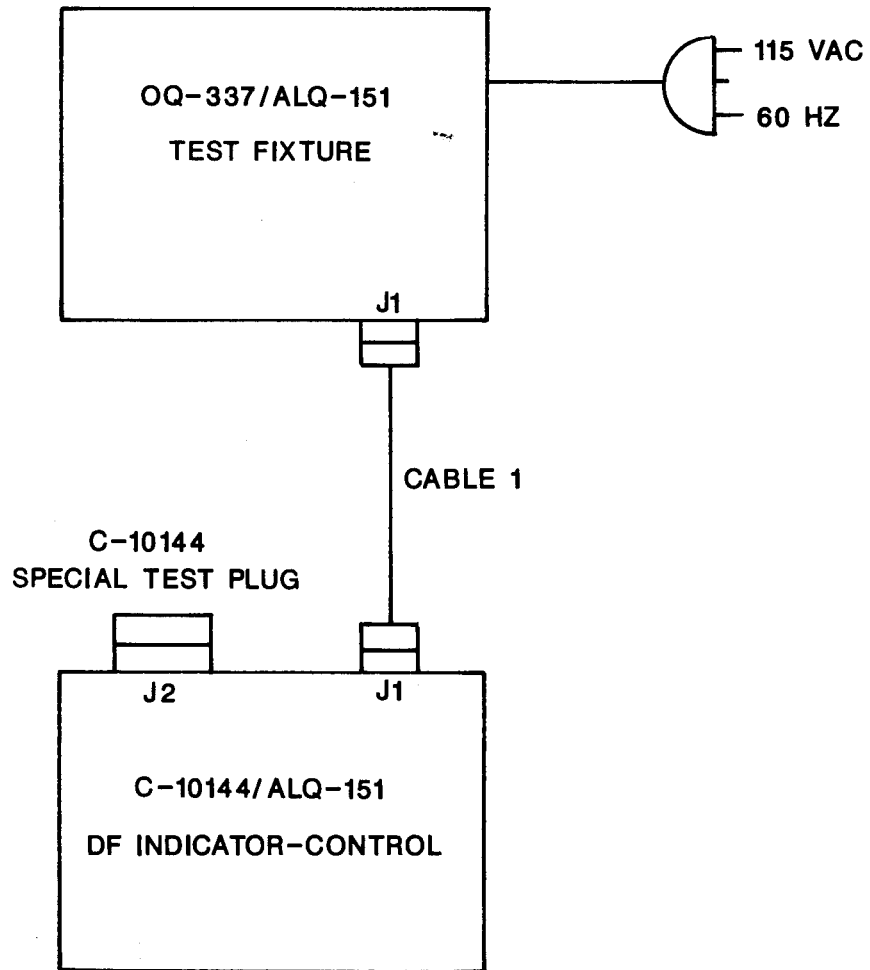 OQ-337/ALQ-151
TEST FIXTURE
115 VAC
60 HZ
J1
CABLE 1
C-10144
SPECIAL TEST PLUG
J2
J1
C-10144/ALQ-151
DF INDICATOR-CONTROL